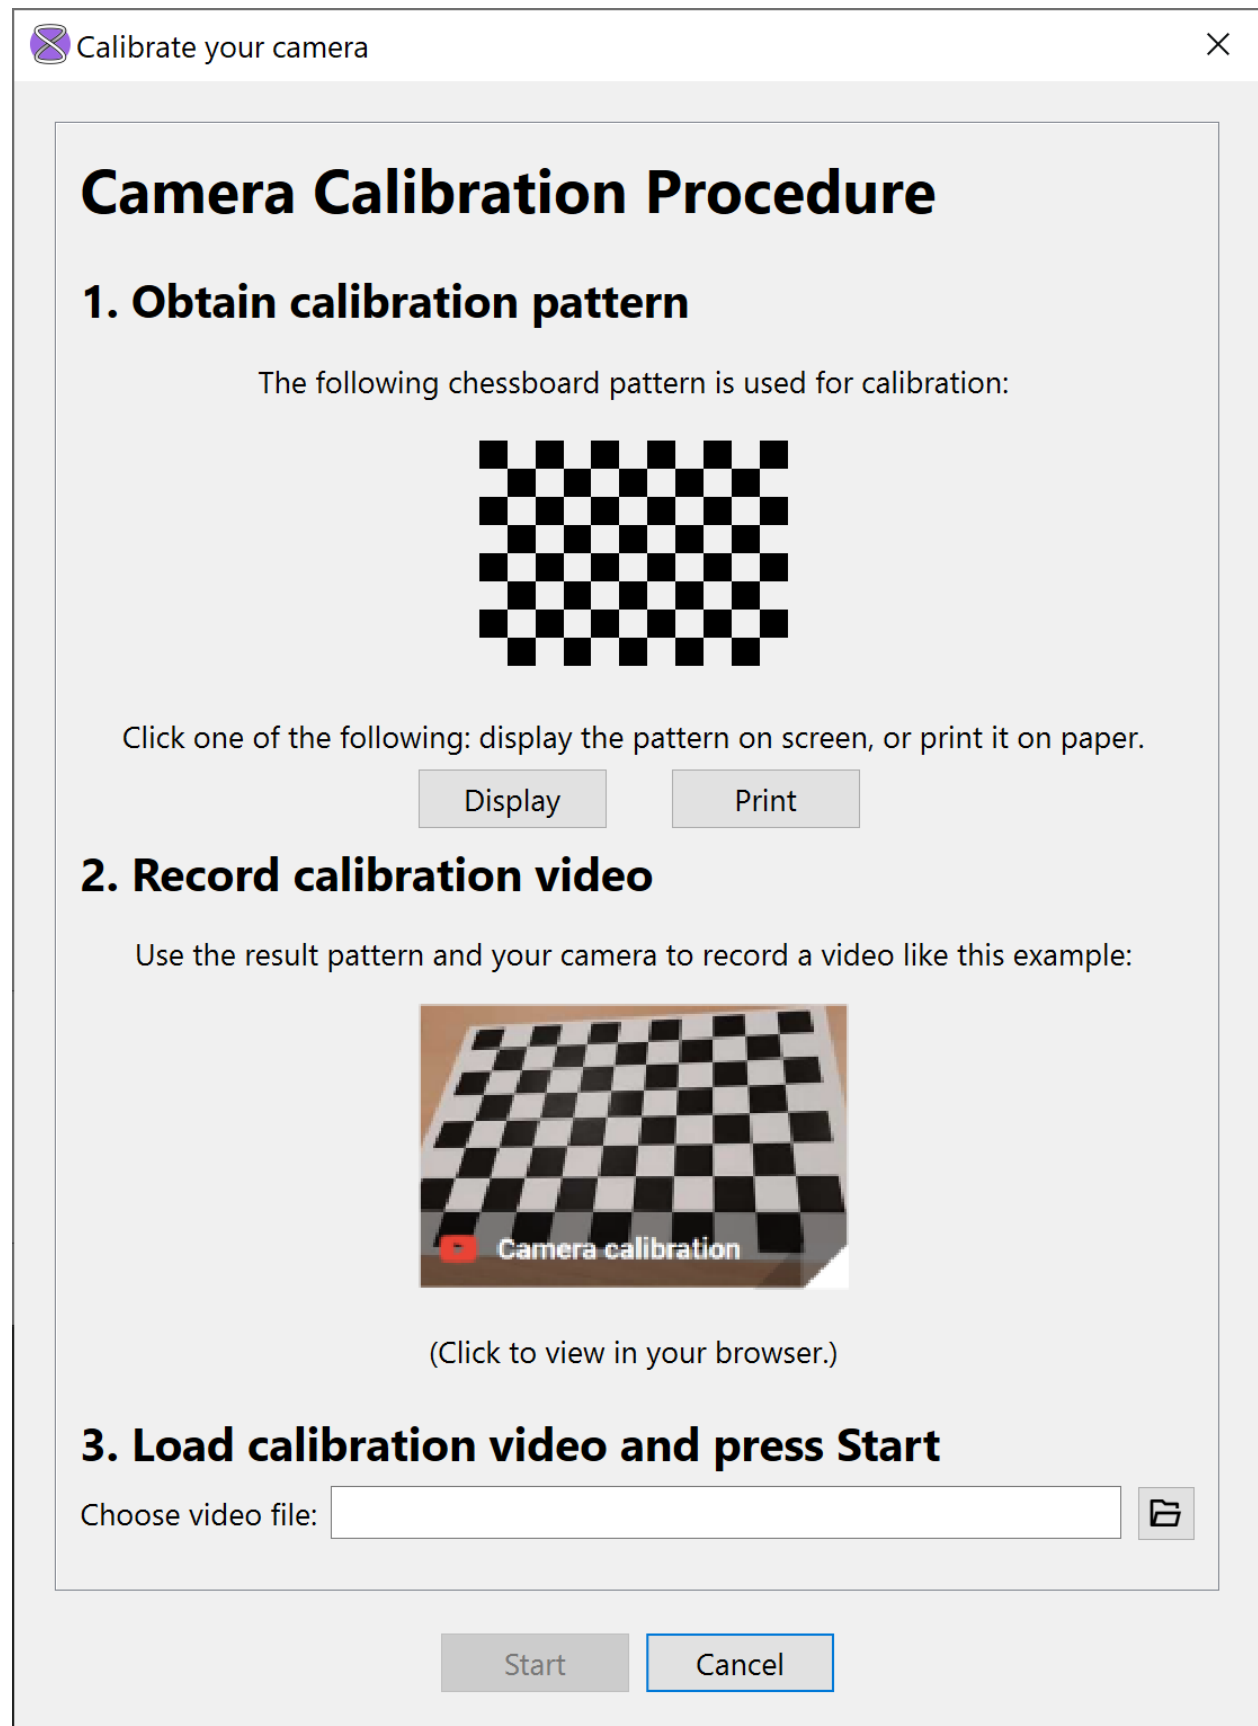 Calibrate your camera
Camera Calibration Procedure
1. Obtain calibration pattern
The following chessboard pattern is used for calibration:
Click one of the following: display the pattern on screen, or print it on paper.
Display Print
2. Record calibration video
Use the result pattern and your camera to record a video like this example:
Camera calibration
(Click to view in your browser.)
3. Load calibration video and press Start
Choose video file:
Start Cancel